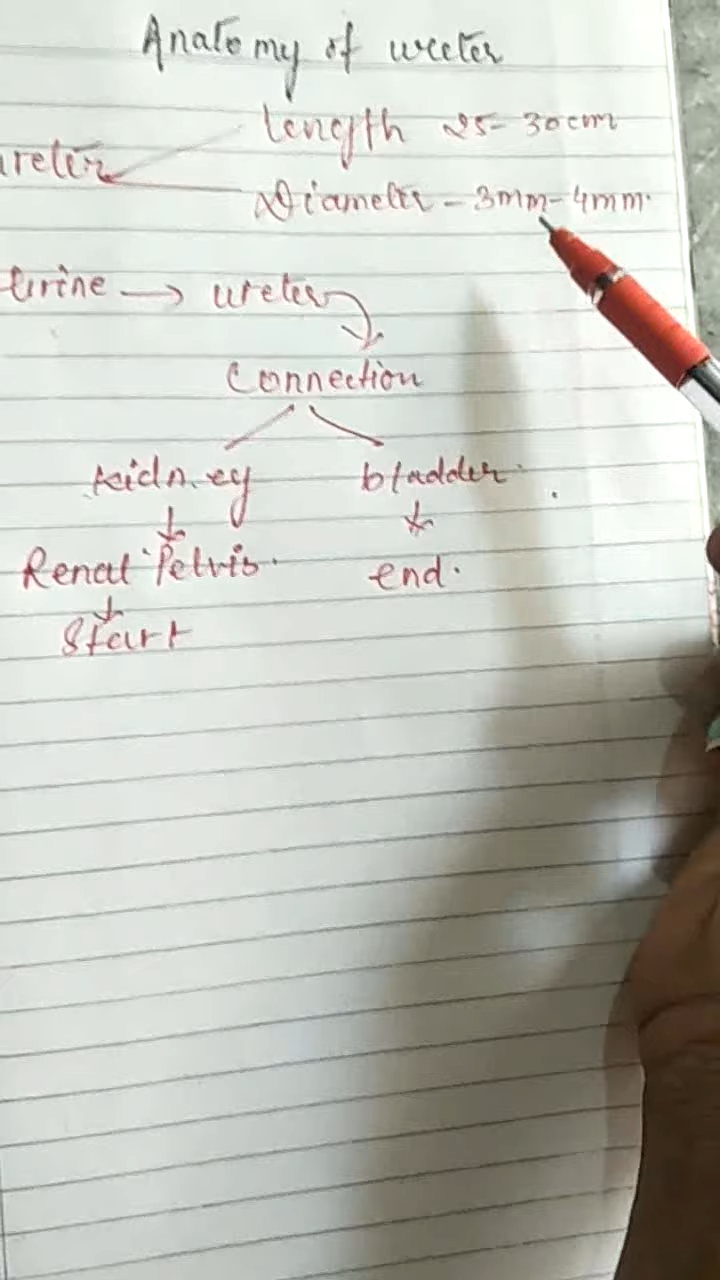 Anatomy of ureter
Length 25-30cm
ureter
Diameter - 3mm-4mm.
Urine → ureter
Connection
Kidney bladder.
Renal Pelvis. end.
Start